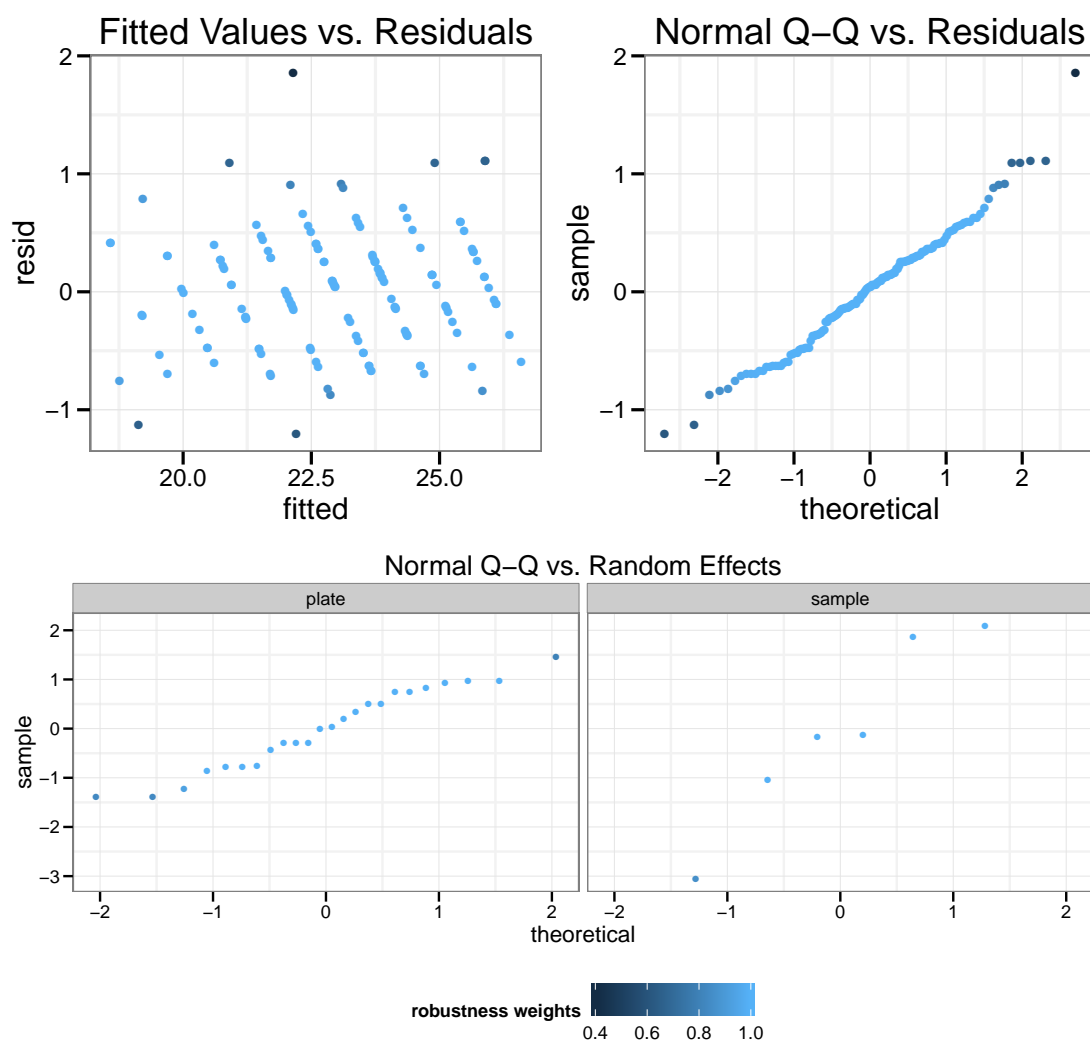 Fitted Values vs. Residuals
Normal Q−Q vs. Residuals
2
1
0
−1
resid
20.0 22.5 25.0
fitted
2
1
0
−1
sample
−2 −1 0 1 2
theoretical
Normal Q−Q vs. Random Effects
plate sample
2
1
0
−1
−2
−3
sample
−2 −1 0 1 2 −2 −1 0 1 2
theoretical
robustness weights
0.4 0.6 0.8 1.0